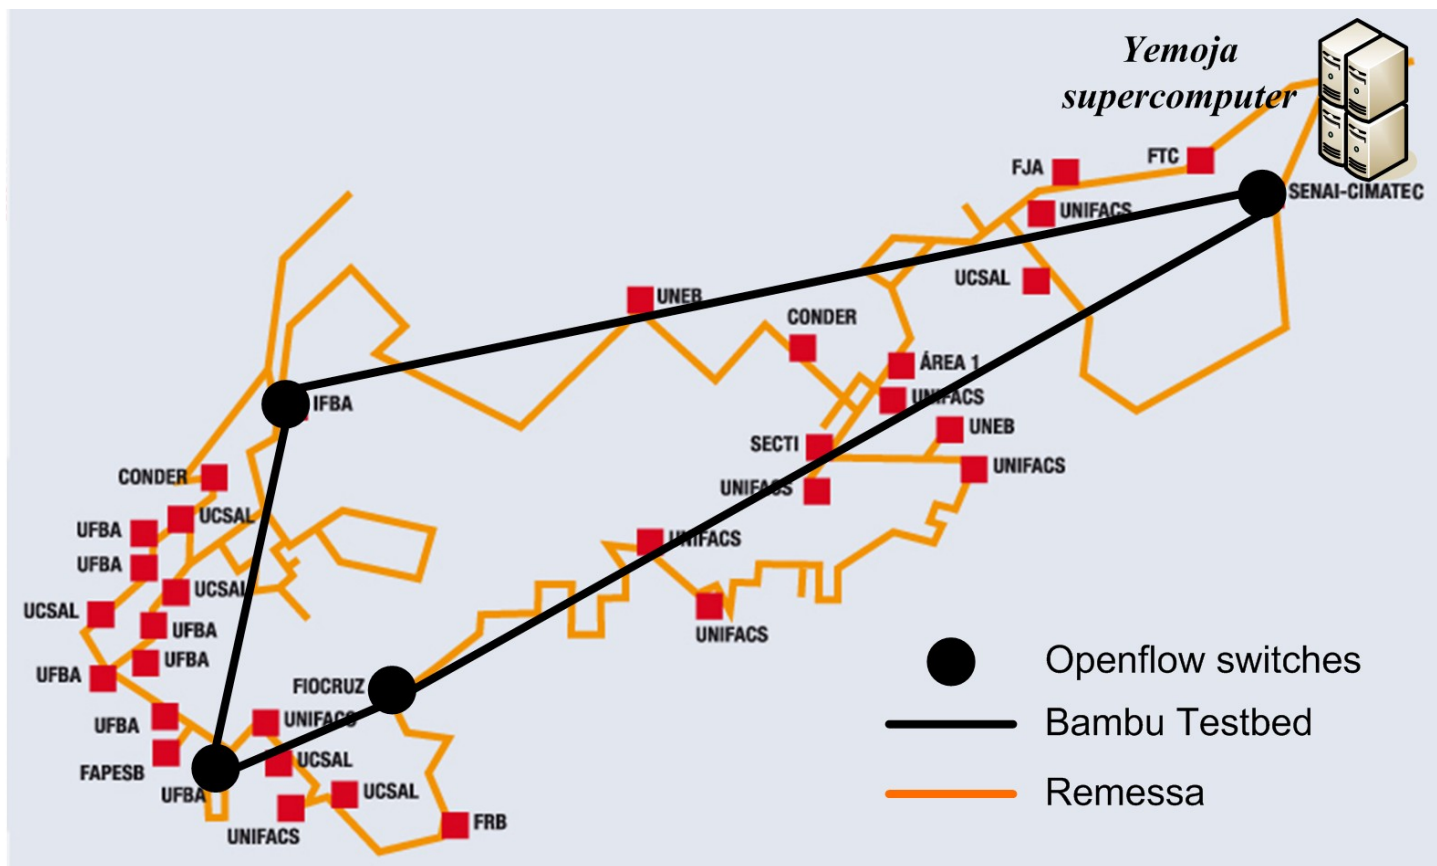 Yemoja
supercomputer
FTC
FJA
SENAI-CIMATEC
UNIFACS
UCSAL
UNEB
CONDER
ÁREA 1
UNIFACS
IFBA
UNEB
SECTI
UNIFACS
CONDER
UNIFACS
UCSAL
UFBA
UNIFACS
UFBA
UCSAL
UCSAL
UFBA
UNIFACS
UFBA
UFBA
Openflow switches
FIOCRUZ
UNIFACS
UFBA
Bambu Testbed
UCSAL
FAPESB
UFBA
UCSAL
Remessa
FRB
UNIFACS